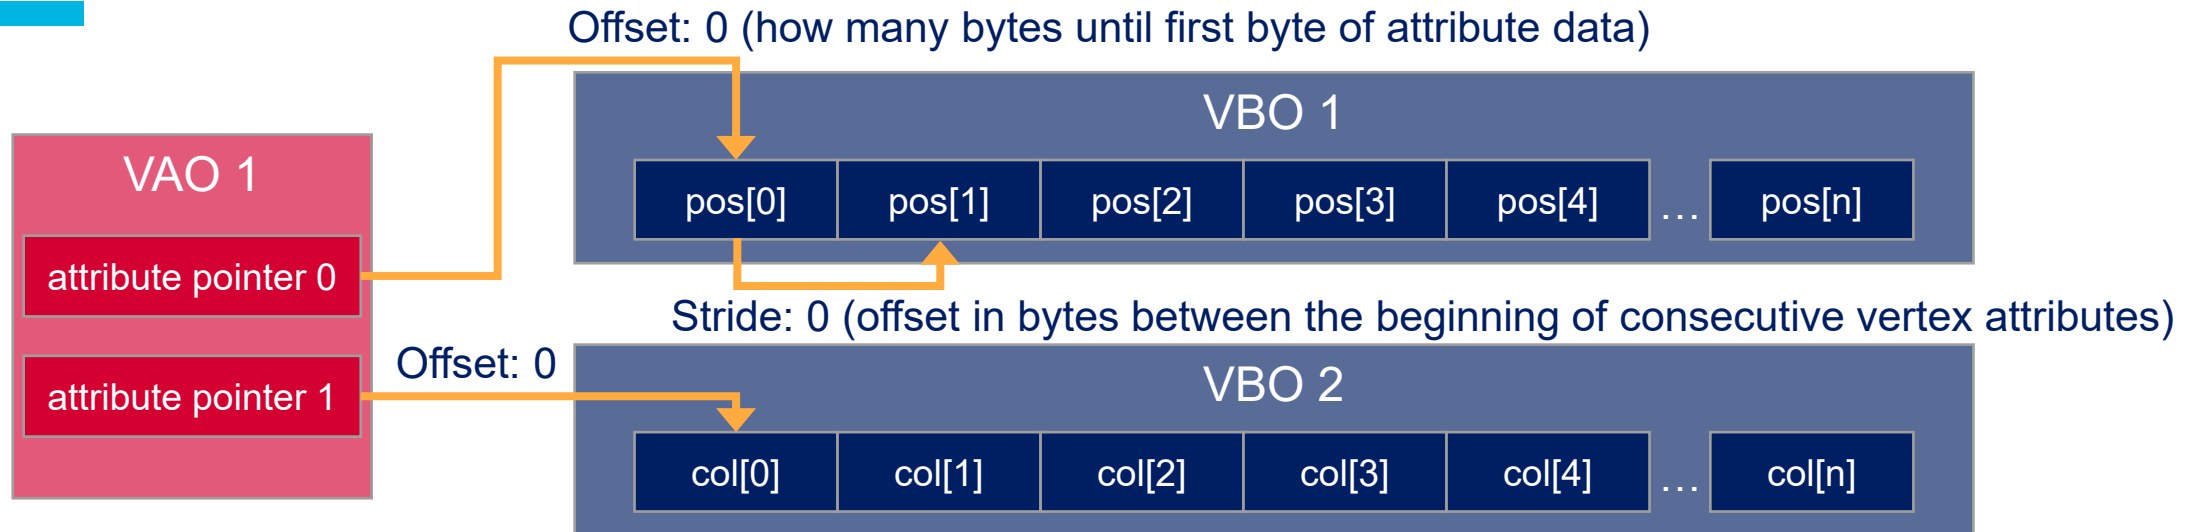 Offset: 0 (how many bytes until first byte of attribute data)
VBO 1
VAO 1
pos[0] pos[1] pos[2] pos[3] pos[4] ... pos[n]
attribute pointer 0
Stride: 0 (offset in bytes between the beginning of consecutive vertex attributes)
Offset: 0
VBO 2
attribute pointer 1
col[0] col[1] col[2] col[3] col[4] ... col[n]